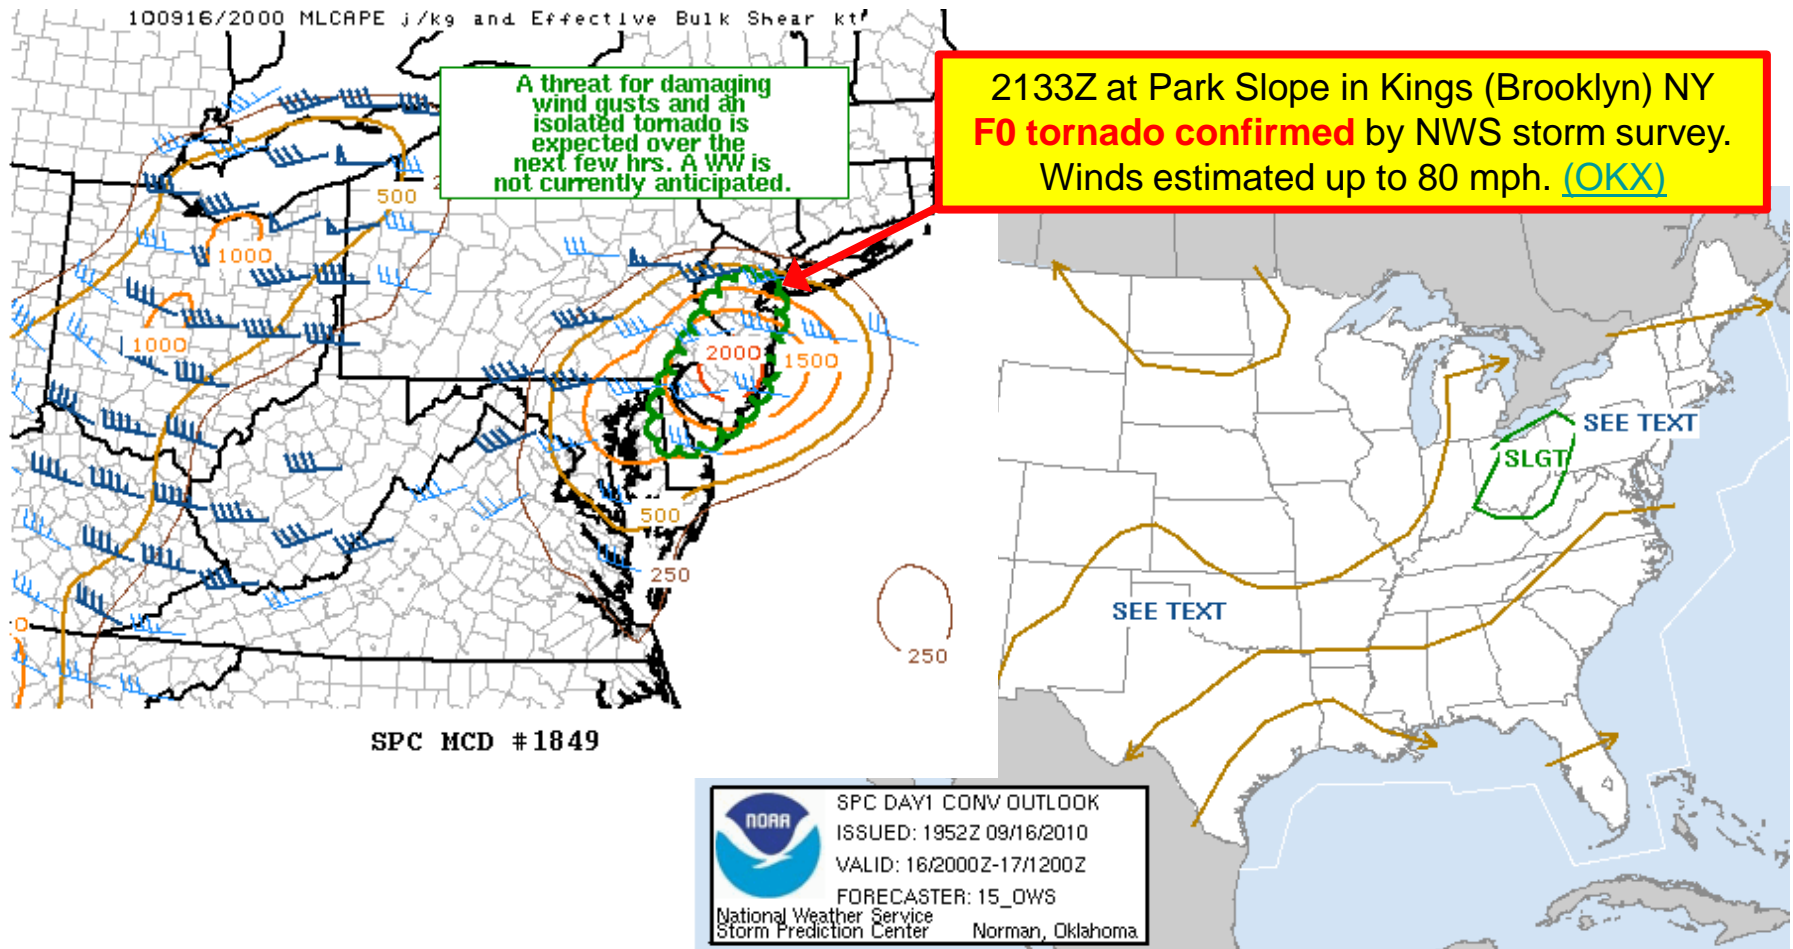 100916/2000 MLCAPE j/kg and Effective Bulk Shear kt
A threat for damaging
wind gusts and an
isolated tornado is
expected over the
next few hrs. A WW is
not currently anticipated.
2133Z at Park Slope in Kings (Brooklyn) NY
F0 tornado confirmed by NWS storm survey.
Winds estimated up to 80 mph. (OKX)
500
1000
1000
2000
1500
500
250
250
SPC MCD #1849
SEE TEXT
SLGT
SEE TEXT
NOAA
SPC DAY1 CONV OUTLOOK
ISSUED: 1952Z 09/16/2010
VALID: 16/2000Z-17/1200Z
FORECASTER: 15_OWS
National Weather Service
Storm Prediction Center Norman, Oklahoma